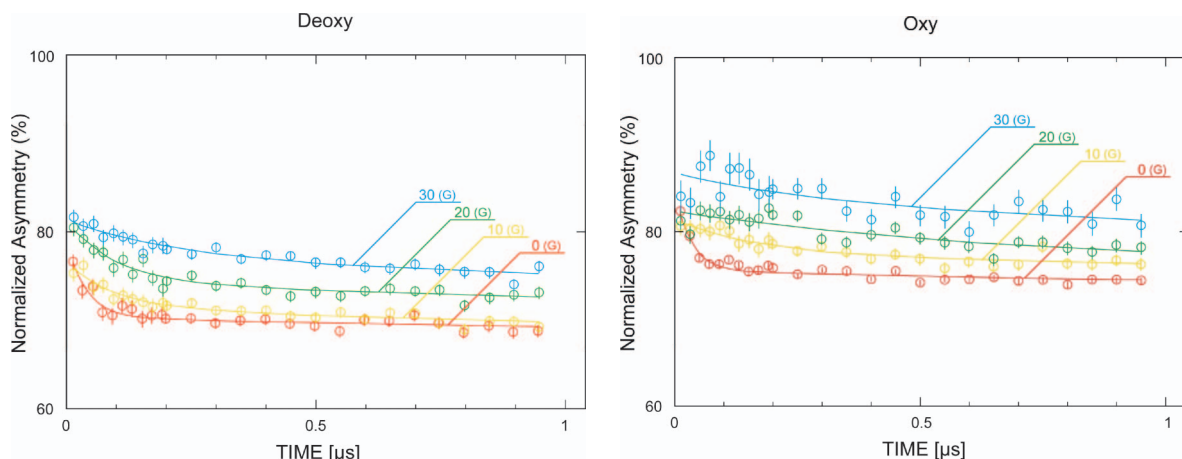 Deoxy
100
80
60
Normalized Asymmetry (%)
30 (G)
20 (G)
10 (G)
0 (G)
0
0.5
1
TIME [μs]
Oxy
100
80
60
Normalized Asymmetry (%)
30 (G)
20 (G)
10 (G)
0 (G)
0
0.5
1
TIME [μs]